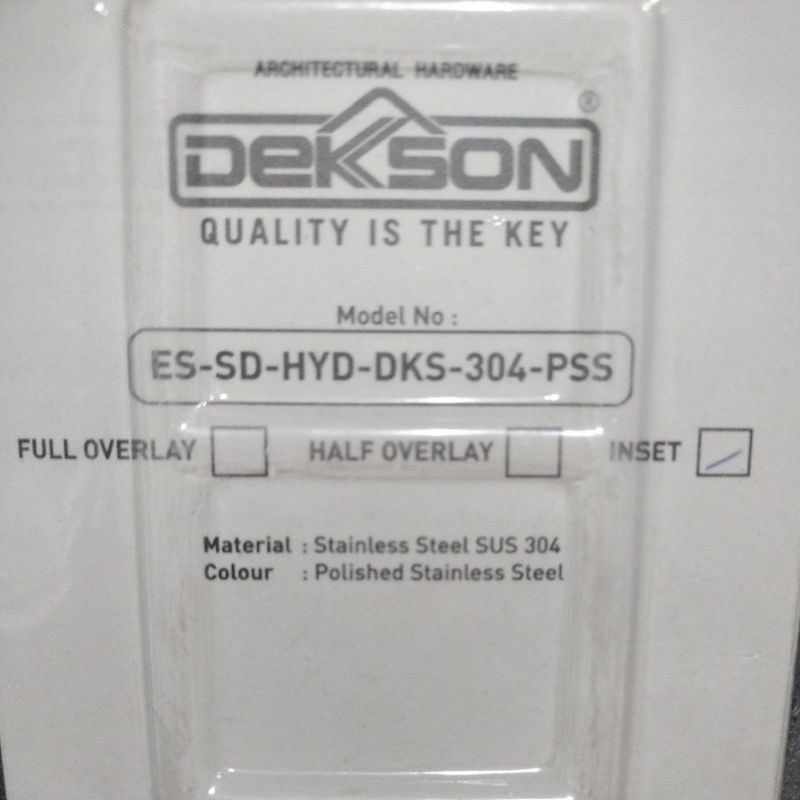 ARCHITECTURAL HARDWARE
DEKSON®
QUALITY IS THE KEY
Model No :
ES-SD-HYD-DKS-304-PSS
FULL OVERLAY HALF OVERLAY INSET
Material : Stainless Steel SUS 304
Colour : Polished Stainless Steel